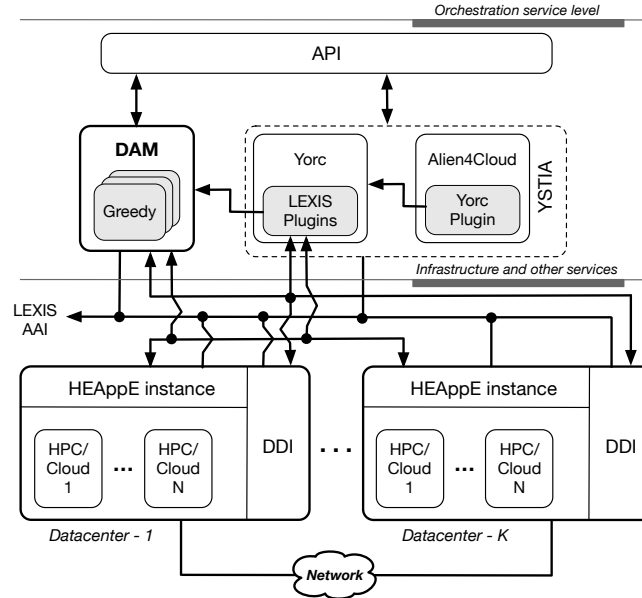 Orchestration service level
API
DAM
Greedy
Yorc
LEXIS
Plugins
Alien4Cloud
Yorc
Plugin
YSTIA
Infrastructure and other services
LEXIS
AAI
HEAppE instance
HPC/
Cloud
1
...
HPC/
Cloud
N
DDI
...
HEAppE instance
HPC/
Cloud
1
...
HPC/
Cloud
N
DDI
Datacenter - 1
Datacenter - K
Network